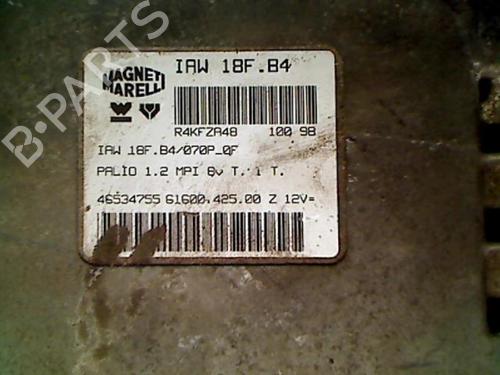 B-PARTS
MAGNETI MARELLI
IAW 18F.B4
R4KFZA48 100 98
IAW 18F.B4/070P_0F
PALIO 1.2 MPI 8v T. 1 T.
46534755 61600.425.00 Z 12V=